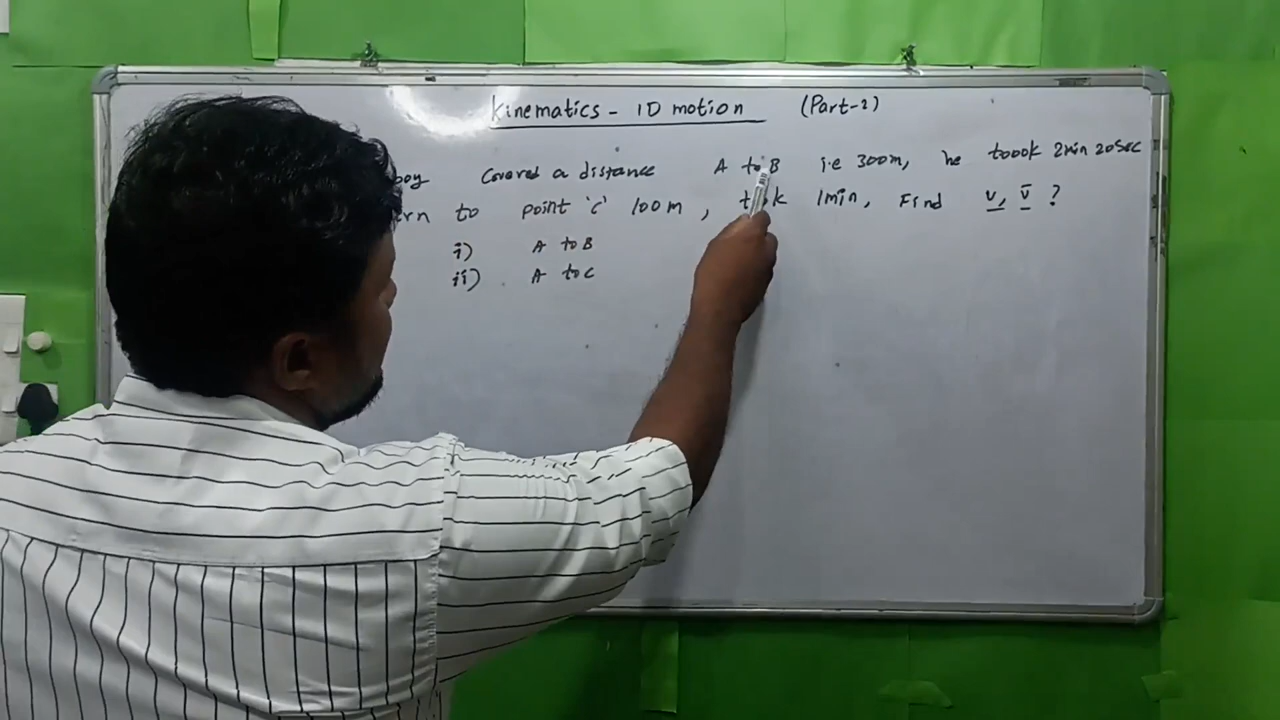 Kinematics - 1D motion (Part-2)
boy Covered a distance A to B i.e 300m, he toook 2min 20sec
to point 'c' 100m, 1min, Find v, v̄ ?
i) A to B
ii) A to C